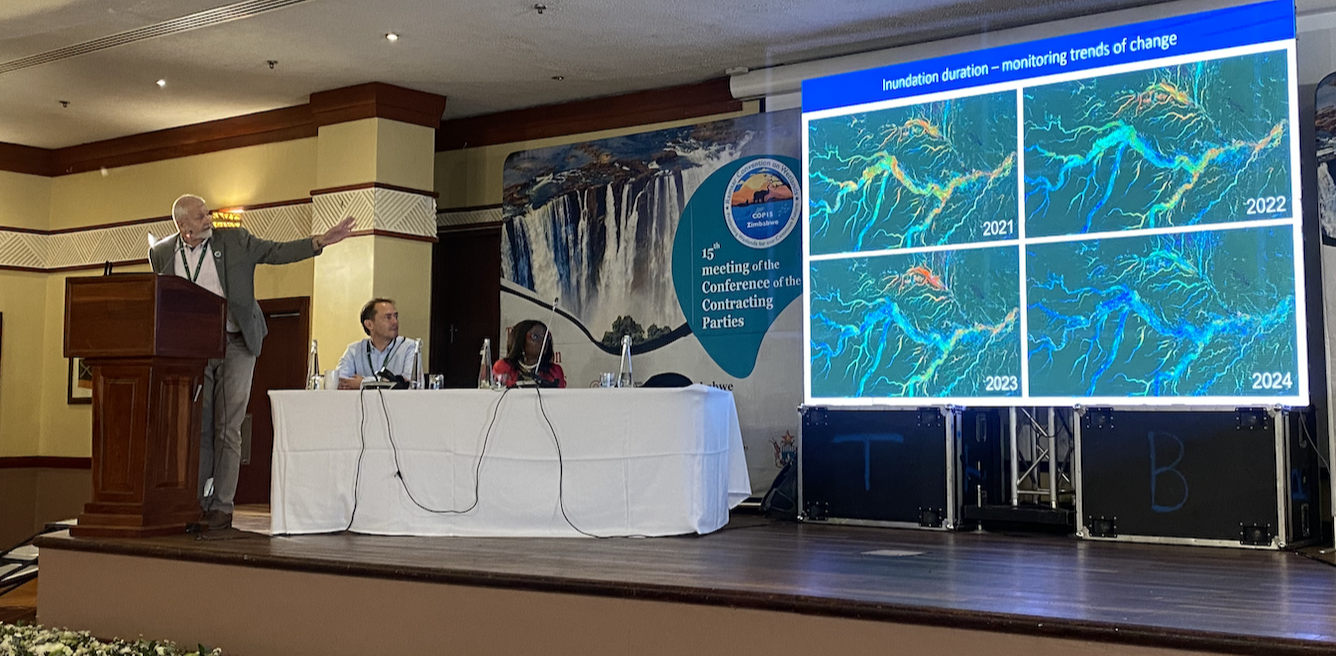 Inundation duration – monitoring trends of change
2021
2022
2023
2024
Convention on Wetlands
COP15
Zimbabwe
15th
meeting of the
Conference of the
Contracting
Parties
T
B